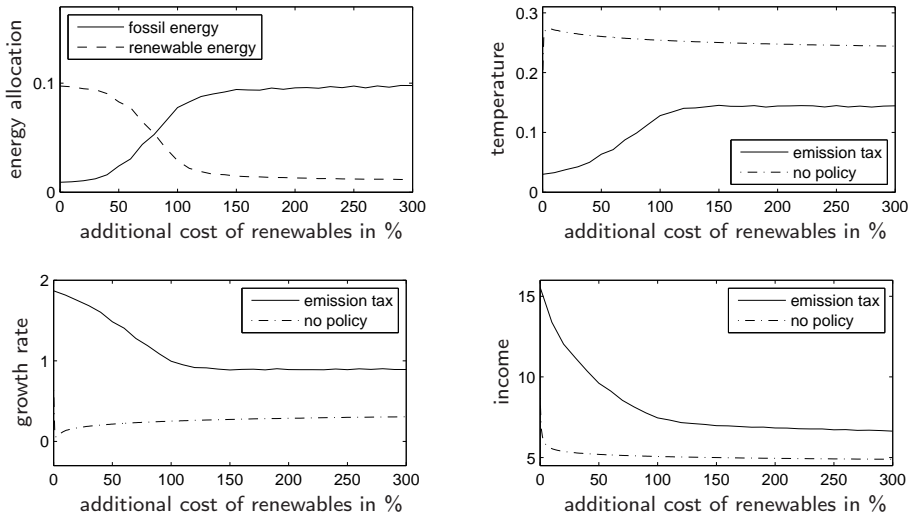 fossil energy
renewable energy
energy allocation
0.1
0
0 50 100 150 200 250 300
additional cost of renewables in %
0.3
0.2
0.1
0
temperature
emission tax
no policy
0 50 100 150 200 250 300
additional cost of renewables in %
2
1
0
growth rate
emission tax
no policy
0 50 100 150 200 250 300
additional cost of renewables in %
15
10
5
income
emission tax
no policy
0 50 100 150 200 250 300
additional cost of renewables in %